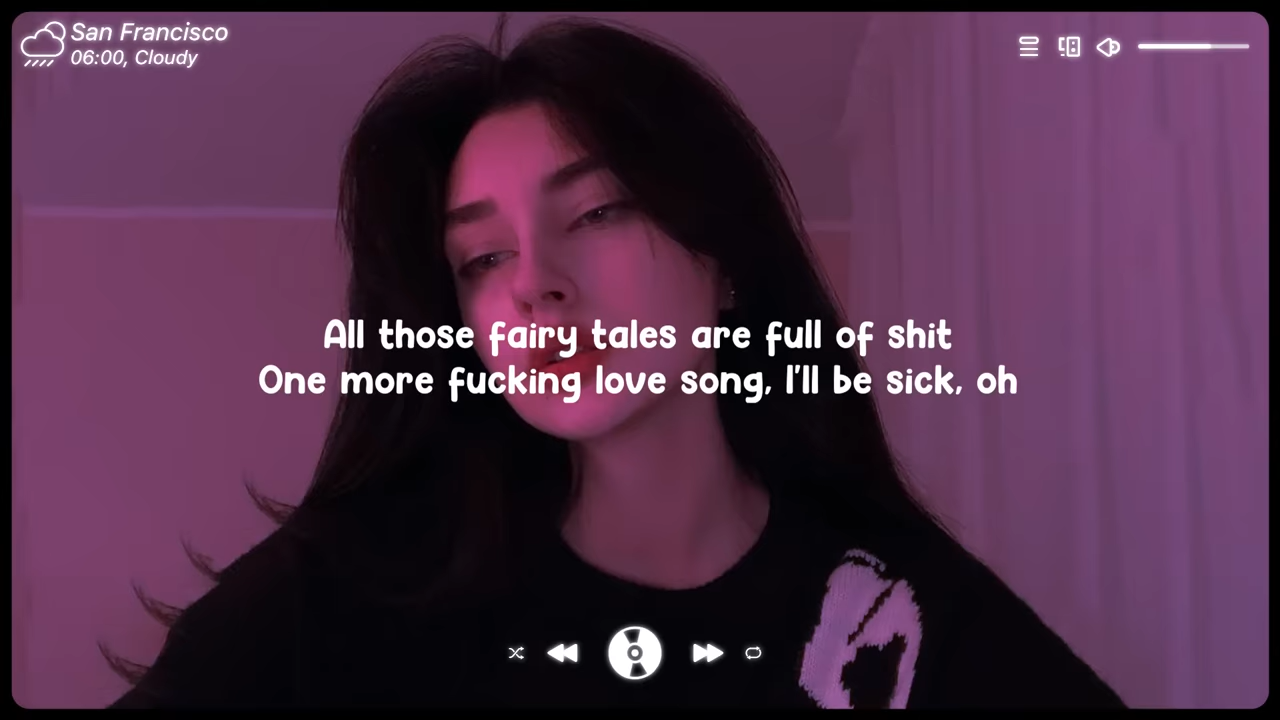 San Francisco
06:00, Cloudy
All those fairy tales are full of shit
One more fucking love song, I'll be sick, oh